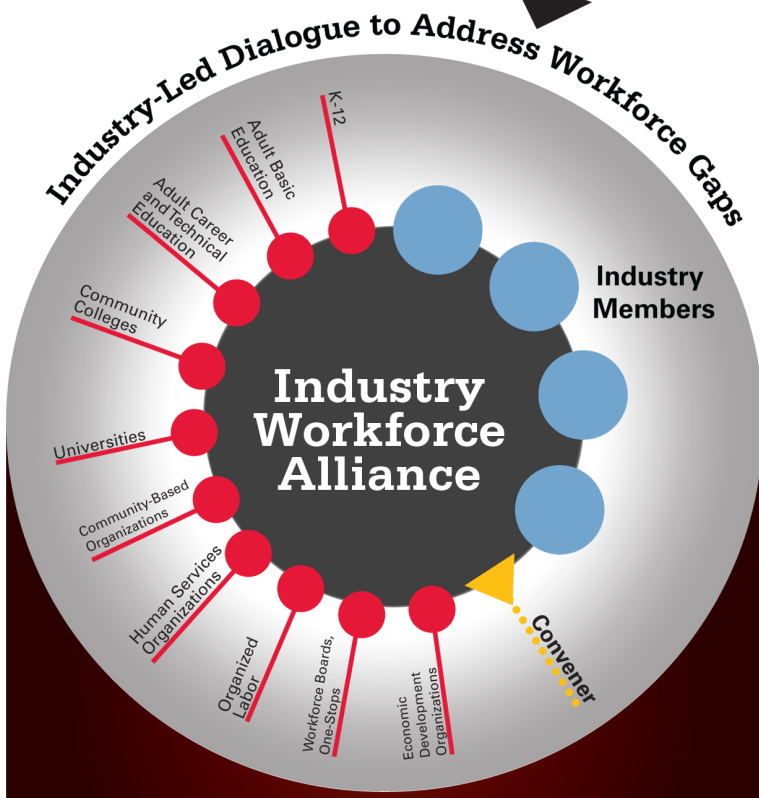 Industry-Led Dialogue to Address Workforce Gaps
K-12
Adult Basic
Education
Adult Career
and Technical
Education
Community
Colleges
Universities
Community-Based
Organizations
Human Services
Organizations
Organized
Labor
Workforce Boards,
One-Stops
Economic
Development
Organizations
Convener
Industry
Members
Industry
Workforce
Alliance